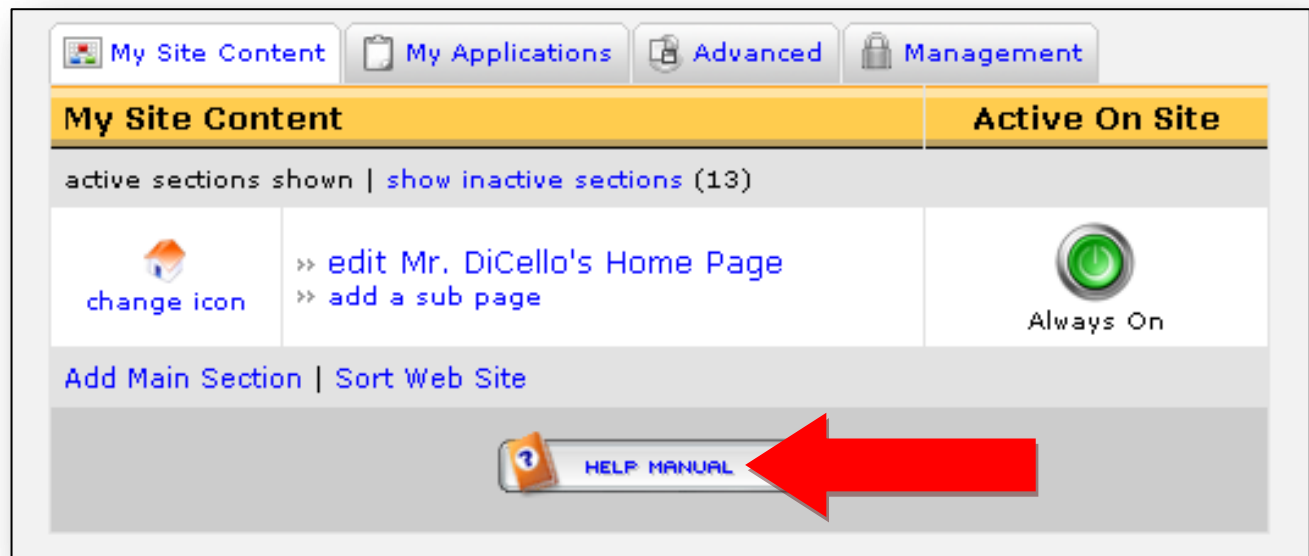 My Site Content My Applications Advanced Management
My Site Content Active On Site
active sections shown | show inactive sections (13)
change icon
›› edit Mr. DiCello's Home Page
›› add a sub page
Always On
Add Main Section | Sort Web Site
? HELP MANUAL